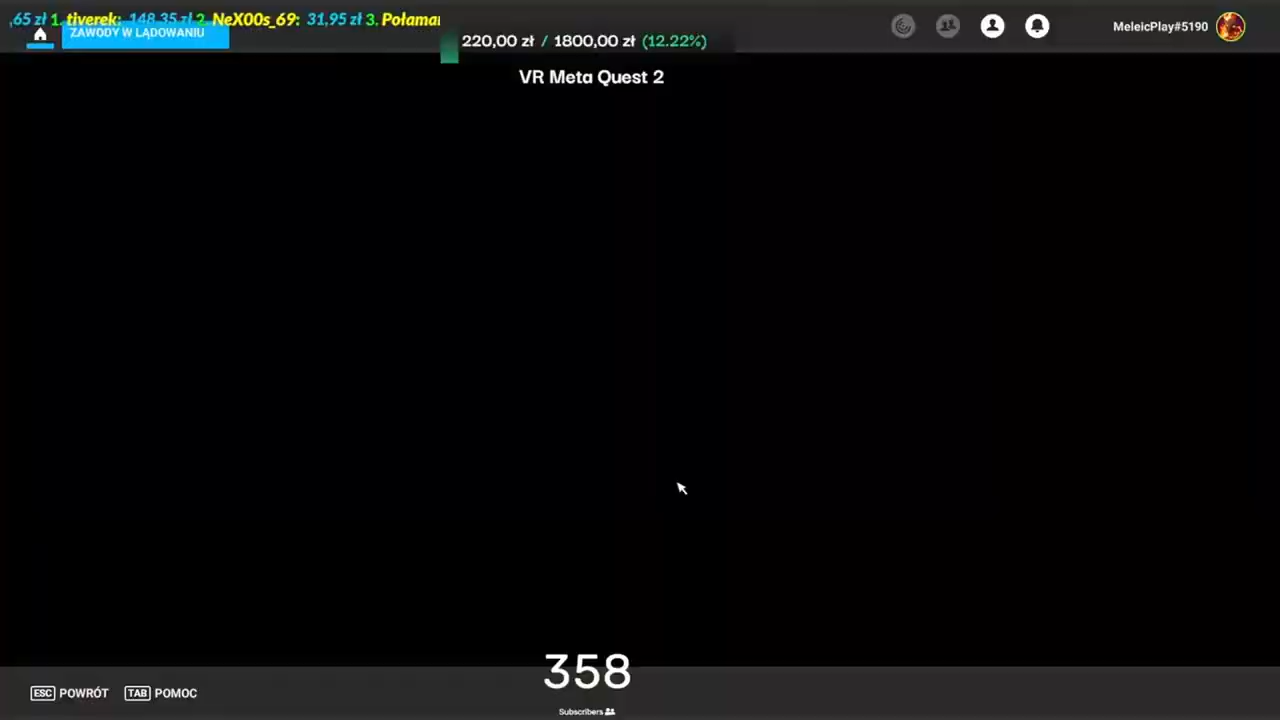 ,65 zł 1. tiverek: 148,35 zł 2. NeX00s_69: 31,95 zł 3. Połamar
ZAWODY W LĄDOWANIU
220,00 zł / 1800,00 zł (12.22%)
MeleicPlay#5190
VR Meta Quest 2
358
Subscribers
ESC POWRÓT TAB POMOC